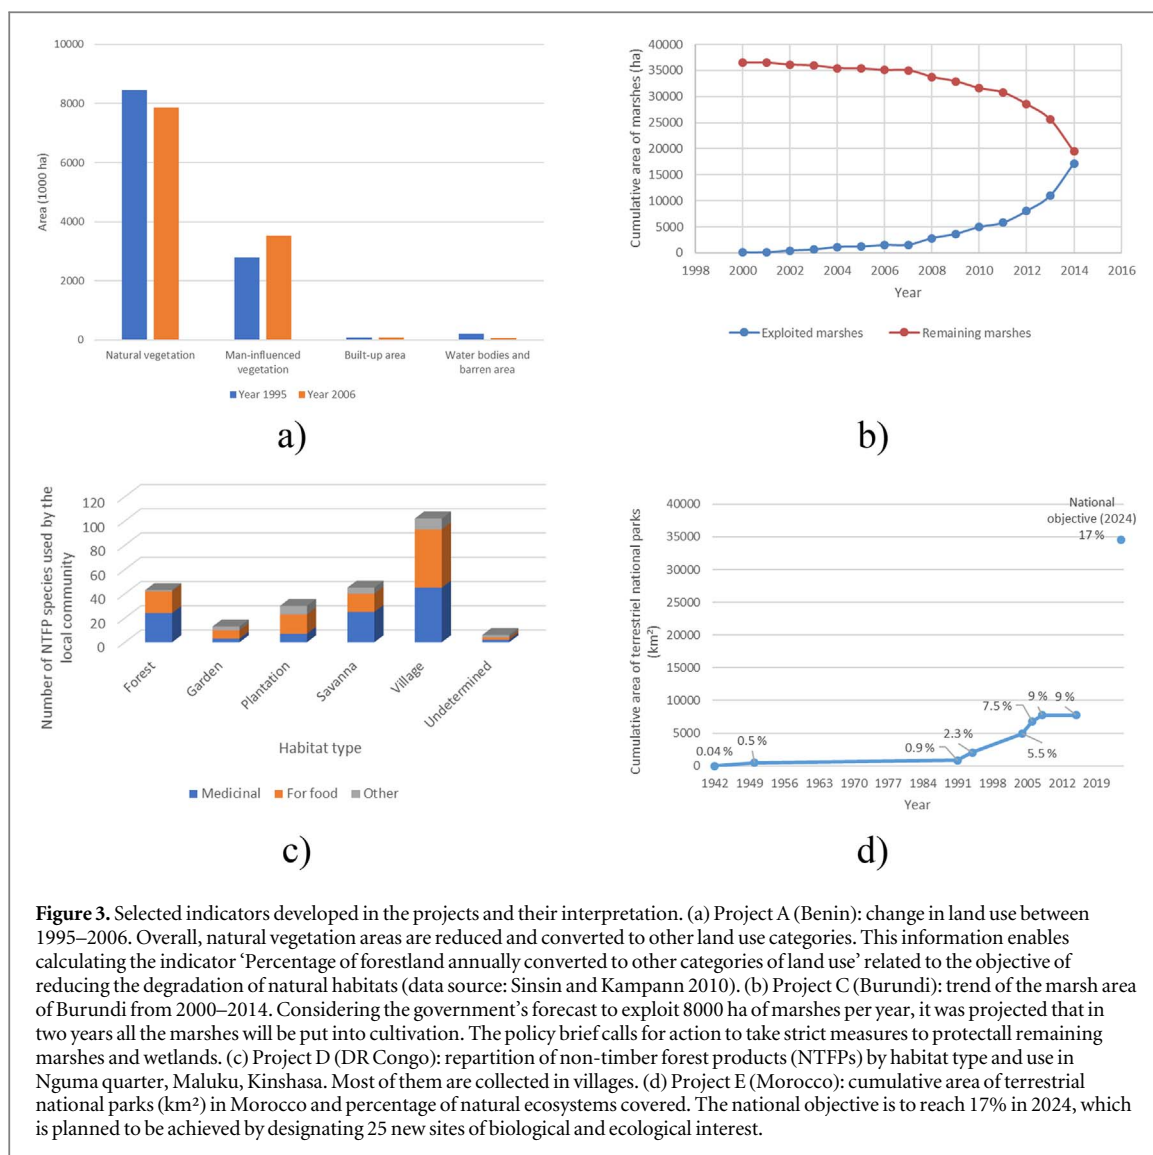 10000
8000
6000
4000
2000
0
Area (1000 ha)
Natural vegetation
Man-influenced
vegetation
Built-up area
Water bodies and
barren area
Year 1995
Year 2006
a)
40000
35000
30000
25000
20000
15000
10000
5000
0
Cumulative area of marshes (ha)
1998 2000 2002 2004 2006 2008 2010 2012 2014 2016
Year
Exploited marshes
Remaining marshes
b)
120
100
80
60
40
20
0
Number of NTFP species used by the
local community
Forest
Garden
Plantation
Savanna
Village
Undetermined
Habitat type
Medicinal
For food
Other
c)
40000
35000
30000
25000
20000
15000
10000
5000
0
Cumulative area of terrestriel national parks
(km²)
National
objective (2024)
17 %
0.04 %
0.5 %
0.9 %
2.3 %
5.5 %
7.5 %
9 %
9 %
1942 1949 1956 1963 1970 1977 1984 1991 1998 2005 2012 2019
Year
d)
Figure 3. Selected indicators developed in the projects and their interpretation. (a) Project A (Benin): change in land use between
1995–2006. Overall, natural vegetation areas are reduced and converted to other land use categories. This information enables
calculating the indicator ‘Percentage of forestland annually converted to other categories of land use’ related to the objective of
reducing the degradation of natural habitats (data source: Sinsin and Kampann 2010). (b) Project C (Burundi): trend of the marsh area
of Burundi from 2000–2014. Considering the government’s forecast to exploit 8000 ha of marshes per year, it was projected that in
two years all the marshes will be put into cultivation. The policy brief calls for action to take strict measures to protectall remaining
marshes and wetlands. (c) Project D (DR Congo): repartition of non-timber forest products (NTFPs) by habitat type and use in
Nguma quarter, Maluku, Kinshasa. Most of them are collected in villages. (d) Project E (Morocco): cumulative area of terrestrial
national parks (km²) in Morocco and percentage of natural ecosystems covered. The national objective is to reach 17% in 2024, which
is planned to be achieved by designating 25 new sites of biological and ecological interest.